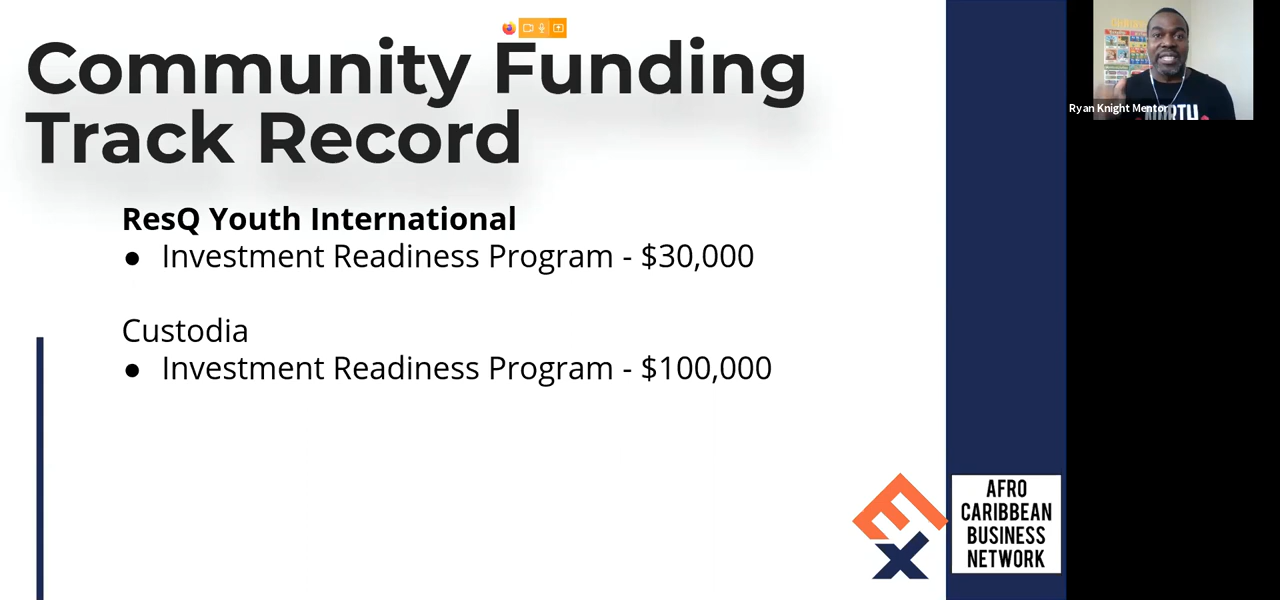 Community Funding
Track Record
ResQ Youth International
● Investment Readiness Program - $30,000
Custodia
● Investment Readiness Program - $100,000
AFRO
CARIBBEAN
BUSINESS
NETWORK
Ryan Knight Mentor
NORTH